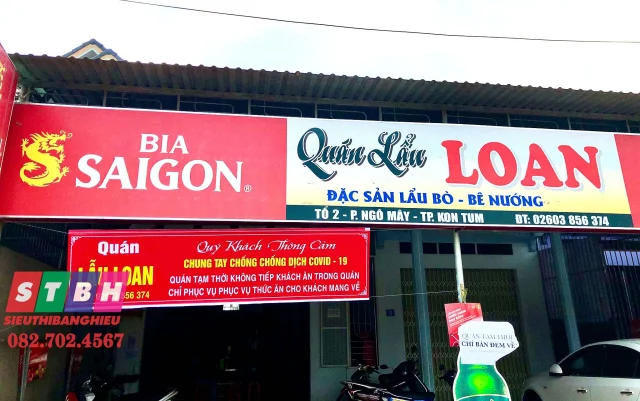 BIA
SAIGON®
Quán Lẩu LOAN
ĐẶC SẢN LẨU BÒ - BÊ NƯỚNG
TỔ 2 - P. NGÔ MÂY - TP. KON TUM ĐT: 02603 856 374
Quán
LẨU LOAN
856 374
Quý Khách Thông Cảm
CHUNG TAY CHỐNG CHỐNG DỊCH COVID - 19
QUÁN TẠM THỜI KHÔNG TIẾP KHÁCH ĂN TRONG QUÁN
CHỈ PHỤC VỤ PHỤC VỤ THỨC ĂN CHO KHÁCH MANG VỀ
STBH
SIEUTHIBANGHIEU
082.702.4567
QUÁN TẠM THỜI
CHỈ BÁN ĐEM VỀ